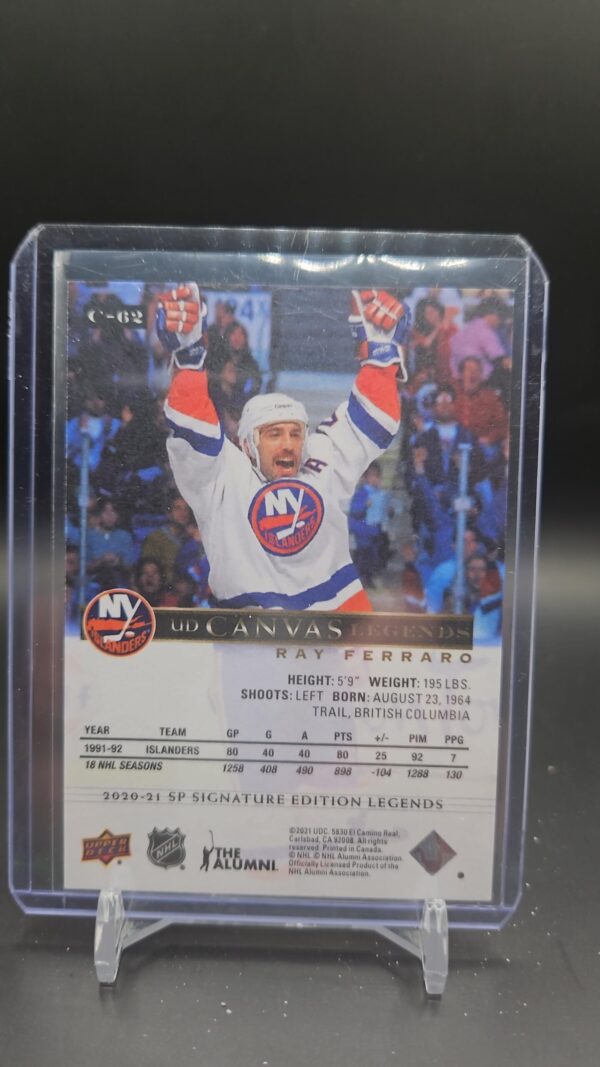 C-62
A
NY
ISLANDERS
NY
ISLANDERS
UD CANVAS LEGENDS
RAY FERRARO
HEIGHT: 5'9" WEIGHT: 195 LBS.
SHOOTS: LEFT BORN: AUGUST 23, 1964
TRAIL, BRITISH COLUMBIA
YEAR TEAM GP G A PTS +/- PIM PPG
1991-92 ISLANDERS 80 40 40 80 25 92 7
18 NHL SEASONS 1258 408 490 898 -104 1288 130
2020-21 SP SIGNATURE EDITION LEGENDS
UPPER DECK
NHL
THE ALUMNI
©2021 UDC. 5830 El Camino Real,
Carlsbad, CA 92008. All rights
reserved. Printed in Canada.
© NHL © NHL Alumni Association.
Officially Licensed Product of the
NHL Alumni Association.